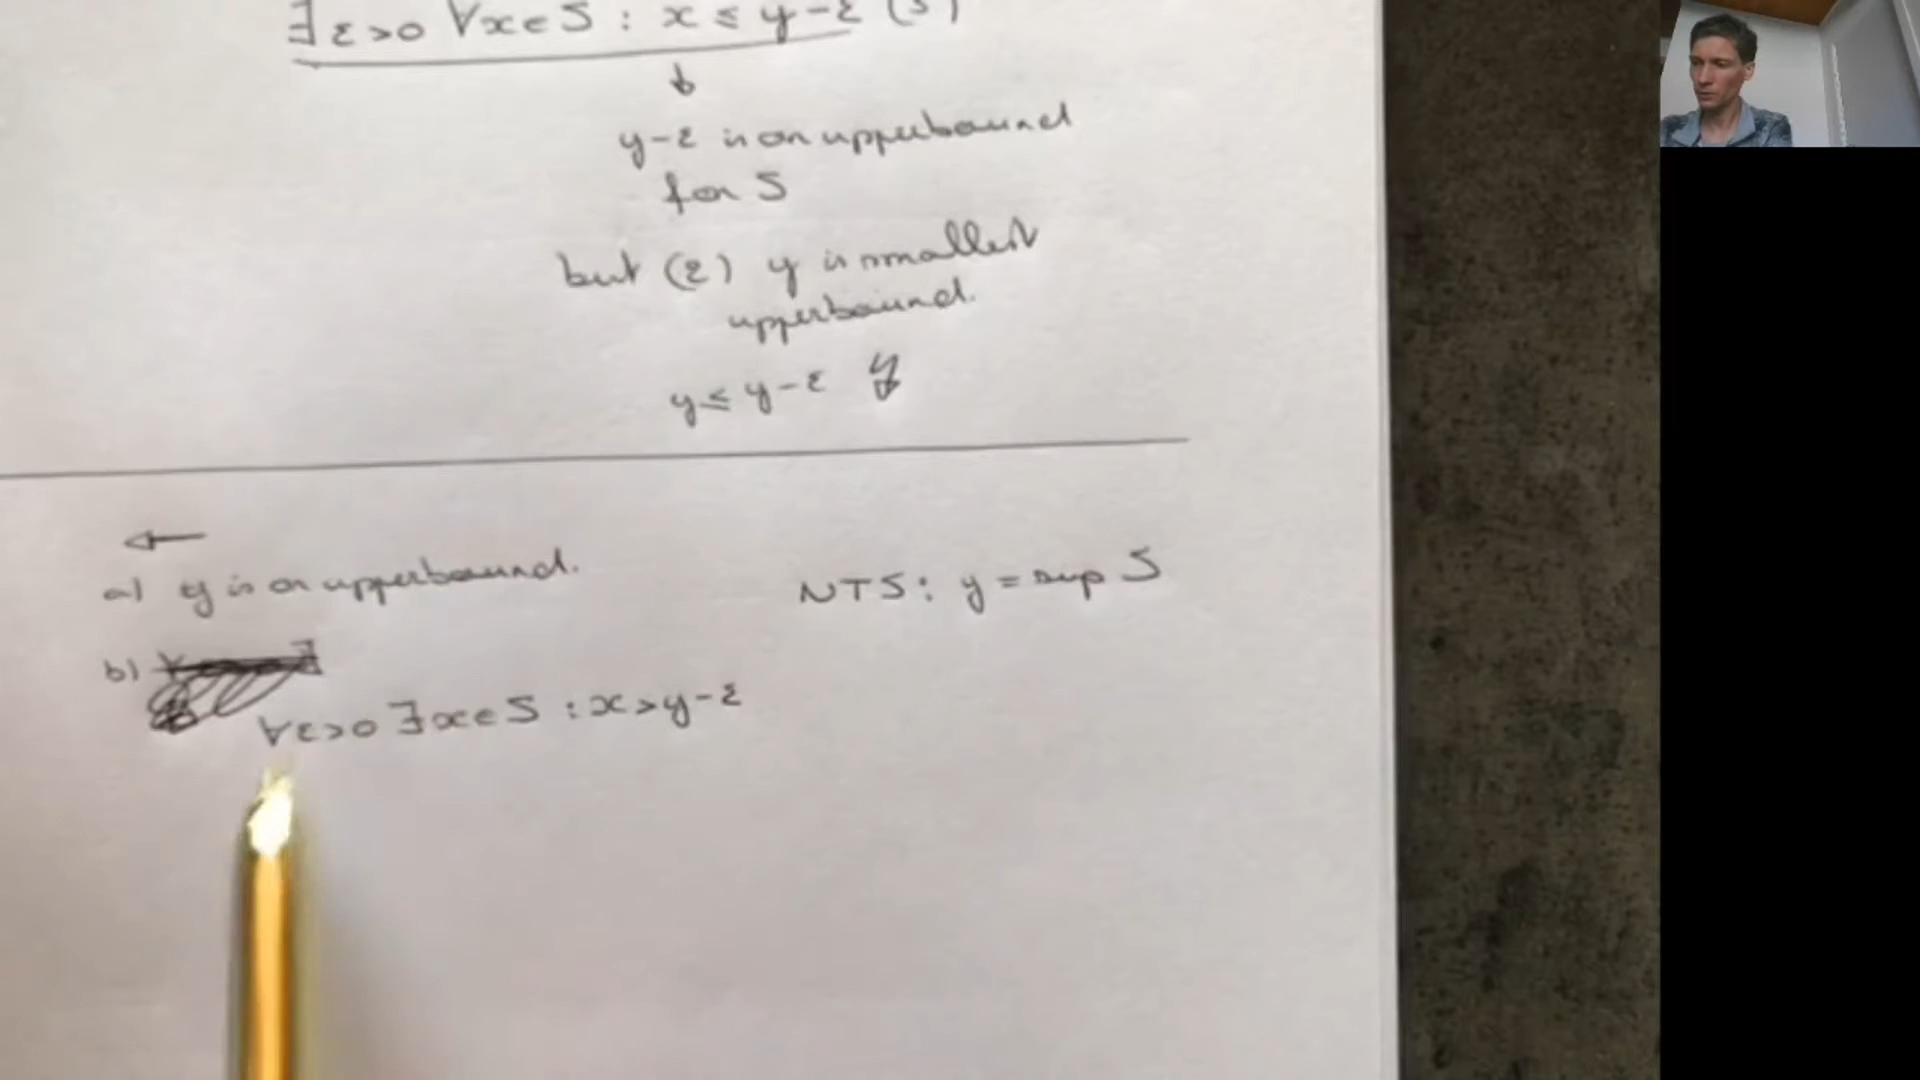 ∃ε>0 ∀x∈S : x ≤ y-ε (3)
y-ε is an upperbound
for S
but (2) y is smallest
upperbound.
y ≤ y-ε ↯
←
a) y is an upperbound.
NTS: y = sup S
b)
∀ε>0 ∃x∈S : x>y-ε